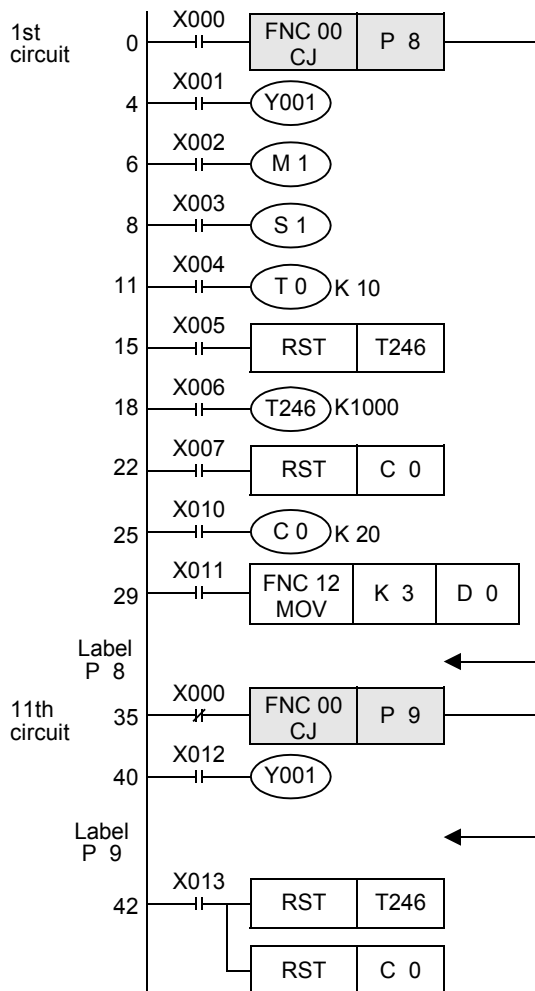 1st circuit
X000
0 FNC 00 CJ P 8
X001
4 Y001
X002
6 M 1
X003
8 S 1
X004
11 T 0 K 10
X005
15 RST T246
X006
18 T246 K1000
X007
22 RST C 0
X010
25 C 0 K 20
X011
29 FNC 12 MOV K 3 D 0
Label P 8
11th circuit
X000
35 FNC 00 CJ P 9
X012
40 Y001
Label P 9
X013
42 RST T246
RST C 0